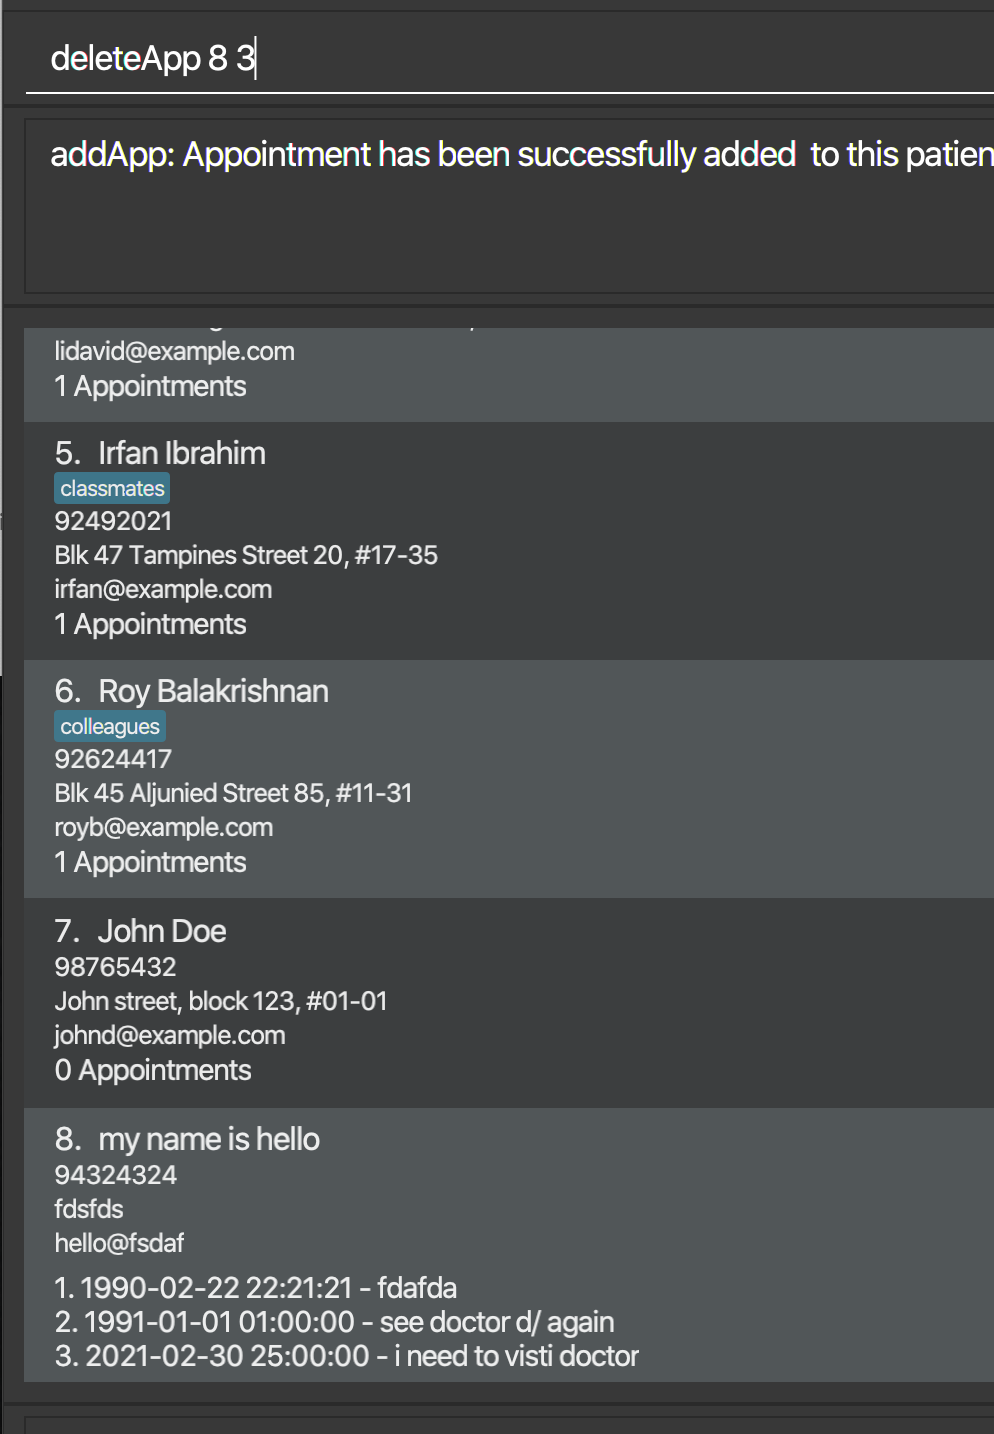 deleteApp 8 3
addApp: Appointment has been successfully added  to this patien
lidavid@example.com
1 Appointments
5. Irfan Ibrahim
classmates
92492021
Blk 47 Tampines Street 20, #17-35
irfan@example.com
1 Appointments
6. Roy Balakrishnan
colleagues
92624417
Blk 45 Aljunied Street 85, #11-31
royb@example.com
1 Appointments
7. John Doe
98765432
John street, block 123, #01-01
johnd@example.com
0 Appointments
8. my name is hello
94324324
fdsfds
hello@fsdaf
1. 1990-02-22 22:21:21 - fdafda
2. 1991-01-01 01:00:00 - see doctor d/ again
3. 2021-02-30 25:00:00 - i need to visti doctor